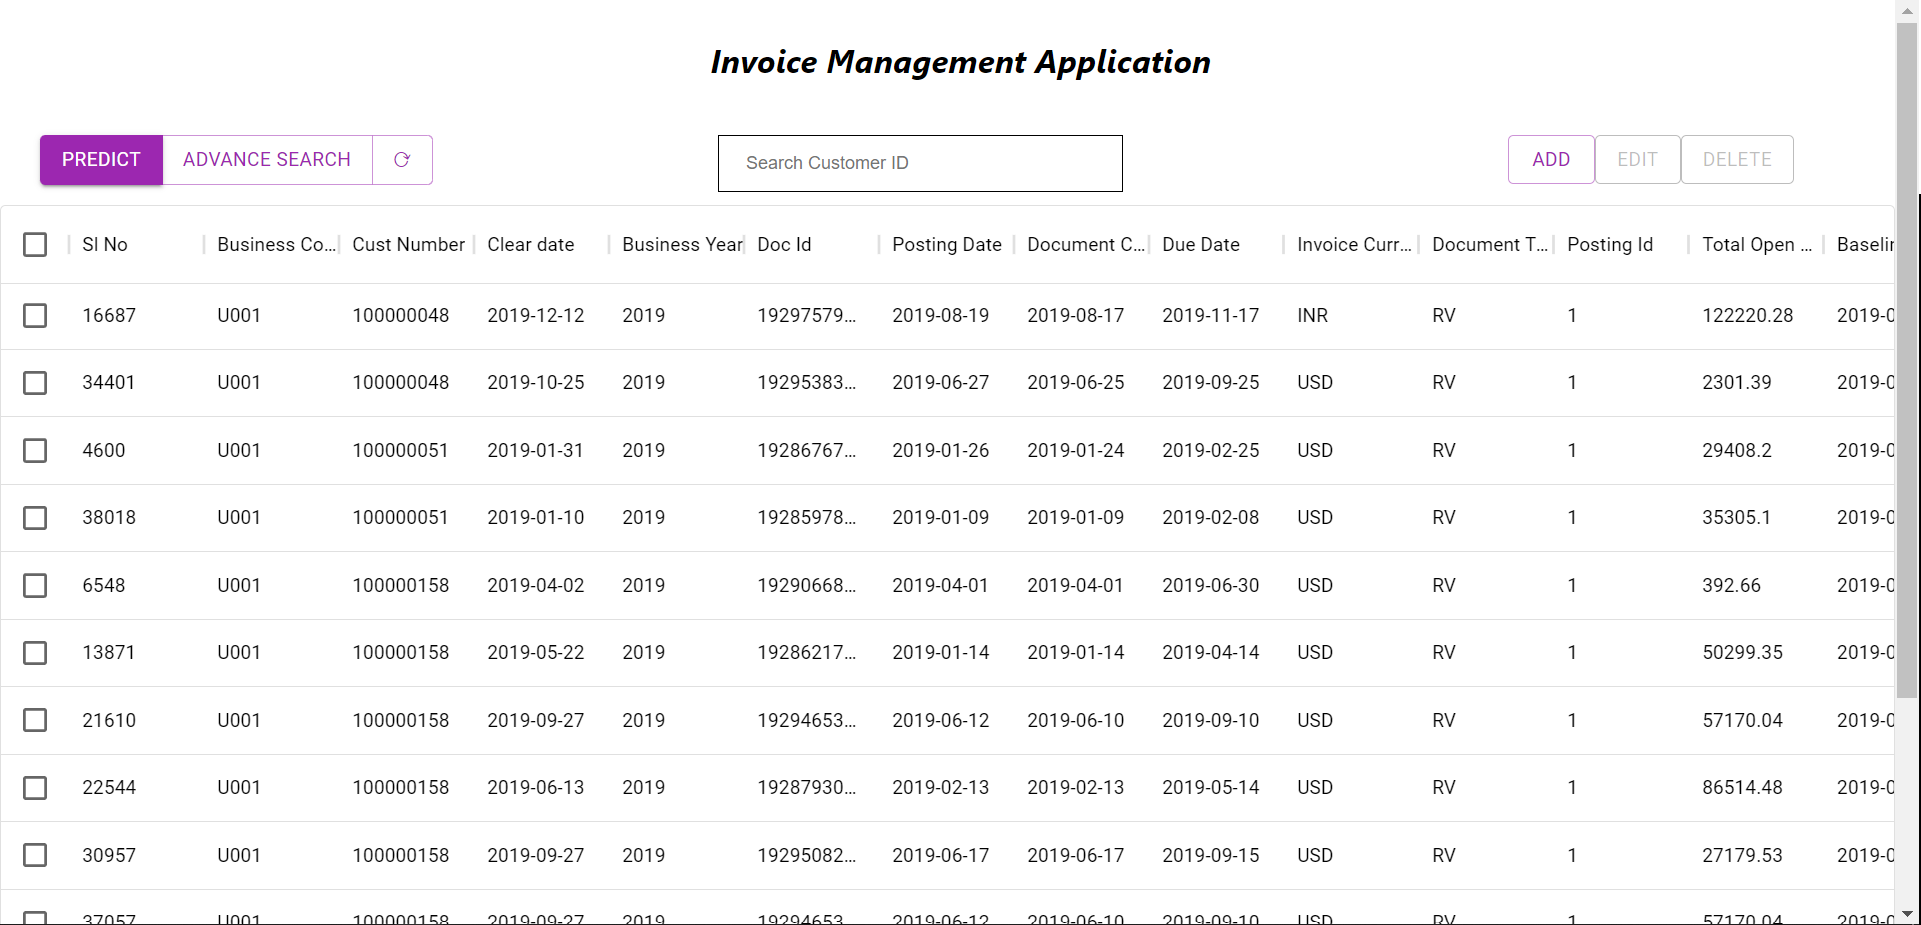 Invoice Management Application
PREDICT ADVANCE SEARCH Search Customer ID ADD EDIT DELETE
Sl No Business Co... Cust Number Clear date Business Year Doc Id Posting Date Document C... Due Date Invoice Curr... Document T... Posting Id Total Open ... Baselin
16687 U001 100000048 2019-12-12 2019 19297579... 2019-08-19 2019-08-17 2019-11-17 INR RV 1 122220.28 2019-0
34401 U001 100000048 2019-10-25 2019 19295383... 2019-06-27 2019-06-25 2019-09-25 USD RV 1 2301.39 2019-0
4600 U001 100000051 2019-01-31 2019 19286767... 2019-01-26 2019-01-24 2019-02-25 USD RV 1 29408.2 2019-0
38018 U001 100000051 2019-01-10 2019 19285978... 2019-01-09 2019-01-09 2019-02-08 USD RV 1 35305.1 2019-0
6548 U001 100000158 2019-04-02 2019 19290668... 2019-04-01 2019-04-01 2019-06-30 USD RV 1 392.66 2019-0
13871 U001 100000158 2019-05-22 2019 19286217... 2019-01-14 2019-01-14 2019-04-14 USD RV 1 50299.35 2019-0
21610 U001 100000158 2019-09-27 2019 19294653... 2019-06-12 2019-06-10 2019-09-10 USD RV 1 57170.04 2019-0
22544 U001 100000158 2019-06-13 2019 19287930... 2019-02-13 2019-02-13 2019-05-14 USD RV 1 86514.48 2019-0
30957 U001 100000158 2019-09-27 2019 19295082... 2019-06-17 2019-06-17 2019-09-15 USD RV 1 27179.53 2019-0
37057 U001 100000158 2019-09-27 2019 19294653 2019-06-12 2019-06-10 2019-09-10 USD RV 1 57170.04 2019-0